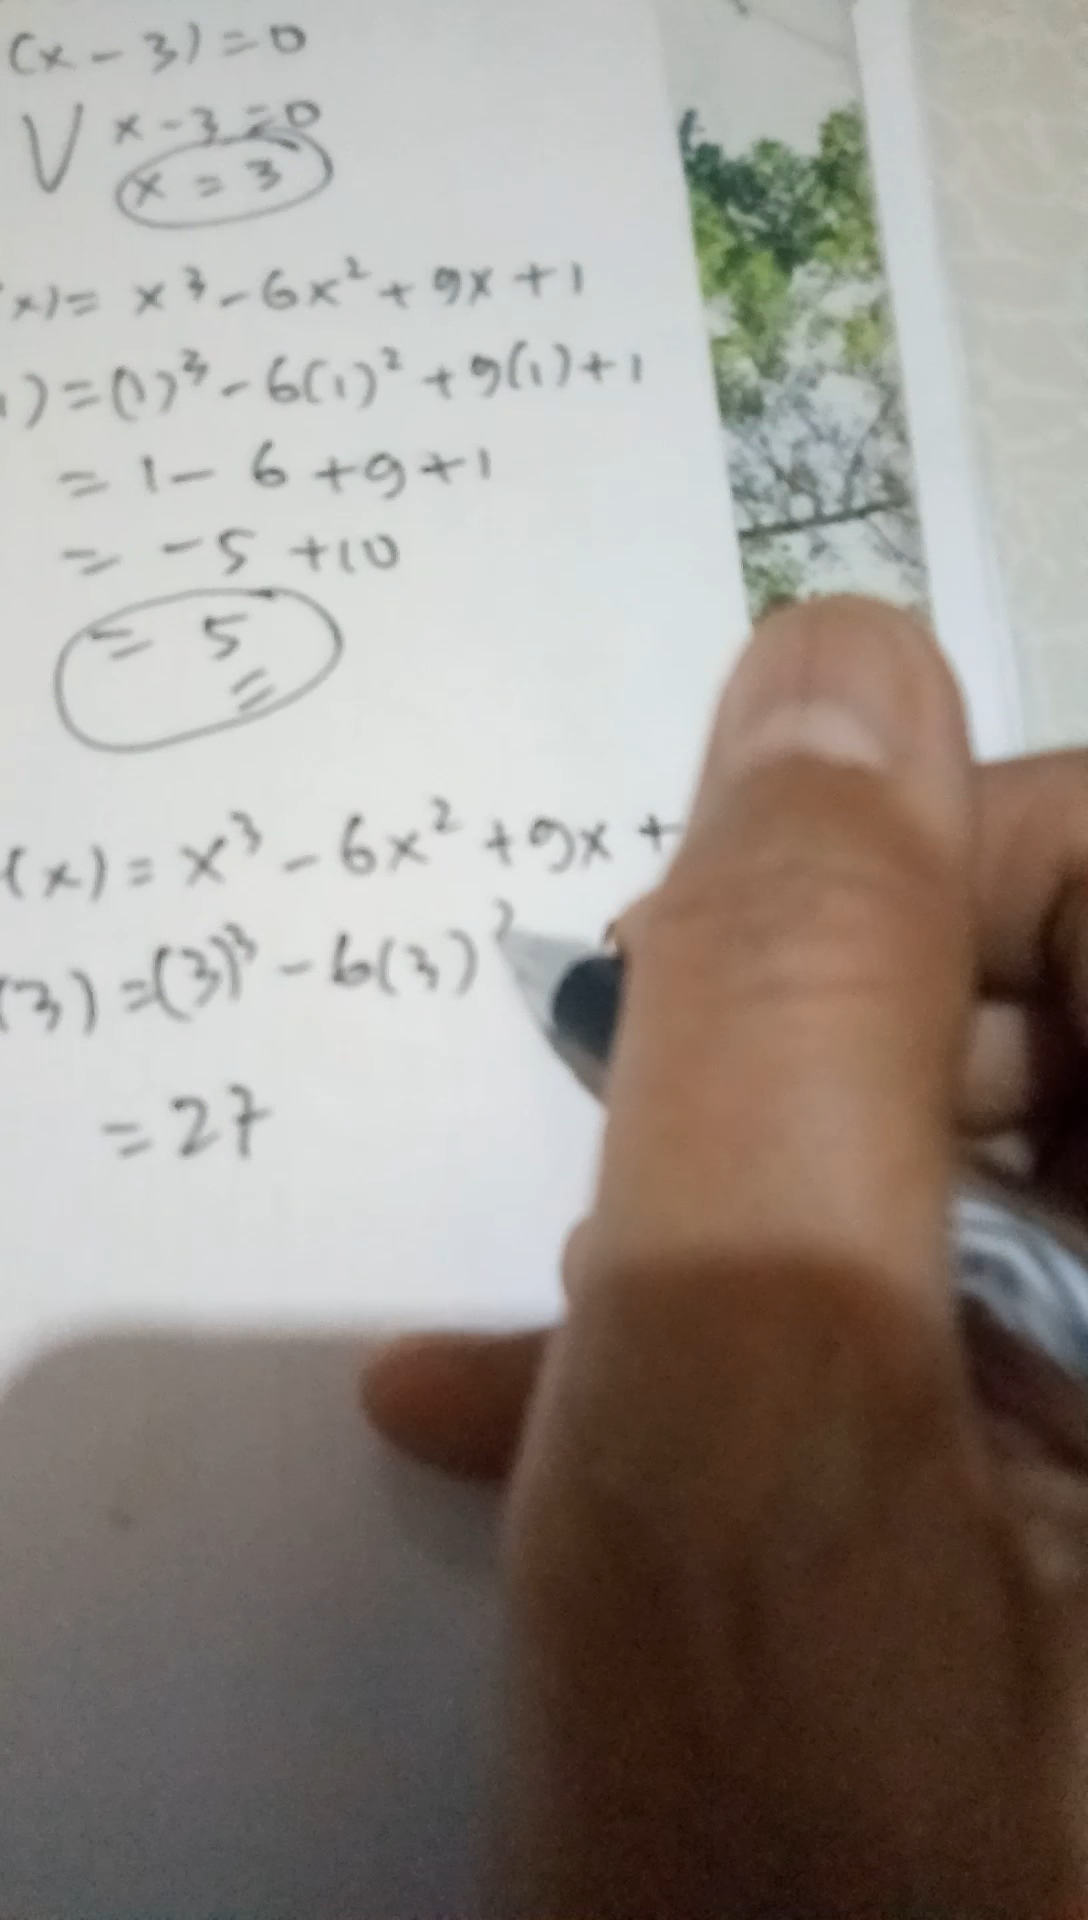 (x - 3) = 0
V x - 3 = 0
x = 3
x) = x³ - 6x² + 9x + 1
1) = (1)³ - 6(1)² + 9(1) + 1
= 1 - 6 + 9 + 1
= -5 + 10
= 5
(x) = x³ - 6x² + 9x +
(3) = (3)³ - 6(3)²
= 27